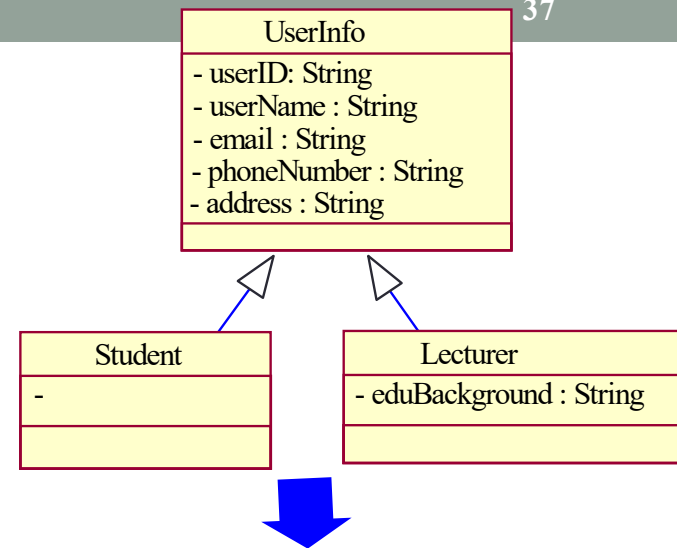 37
UserInfo
- userID: String
- userName : String
- email : String
- phoneNumber : String
- address : String
Student
-
Lecturer
- eduBackground : String